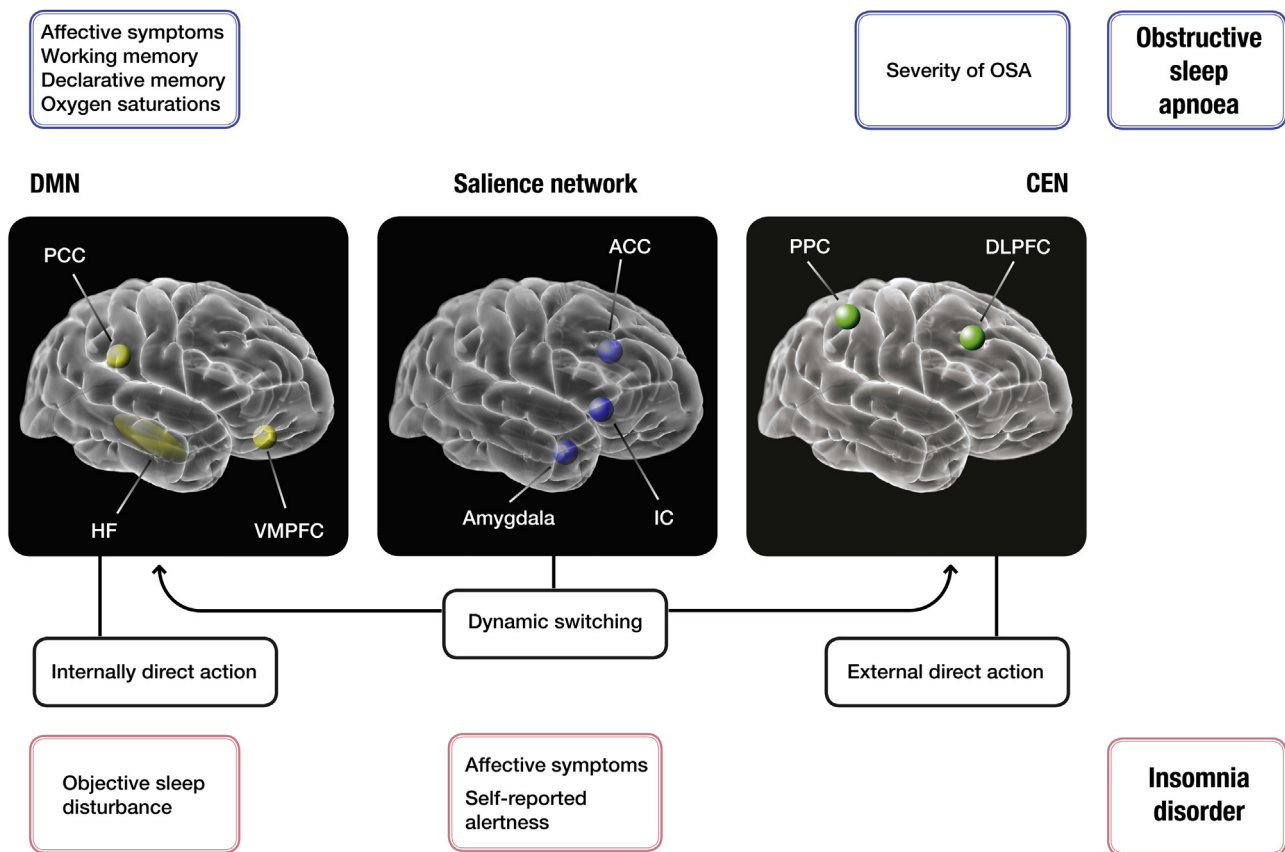 Affective symptoms
Working memory
Declarative memory
Oxygen saturations
Severity of OSA
Obstructive
sleep
apnoea
DMN
Salience network
CEN
PCC
HF
VMPFC
ACC
Amygdala
IC
PPC
DLPFC
Dynamic switching
Internally direct action
External direct action
Objective sleep
disturbance
Affective symptoms
Self-reported
alertness
Insomnia
disorder